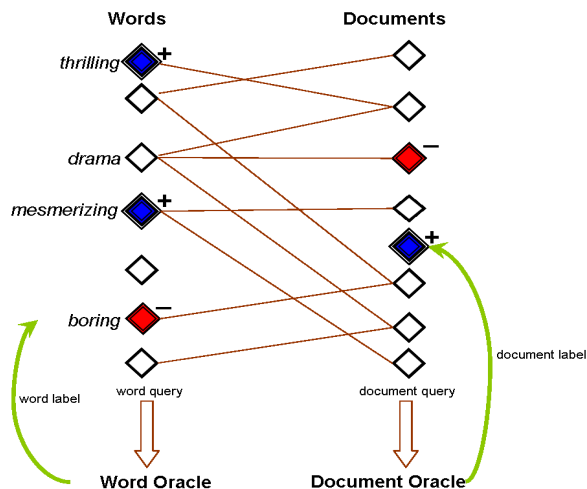 Words Documents
thrilling +
drama
−
mesmerizing +
+
boring −
word label
word query document query
document label
Word Oracle Document Oracle